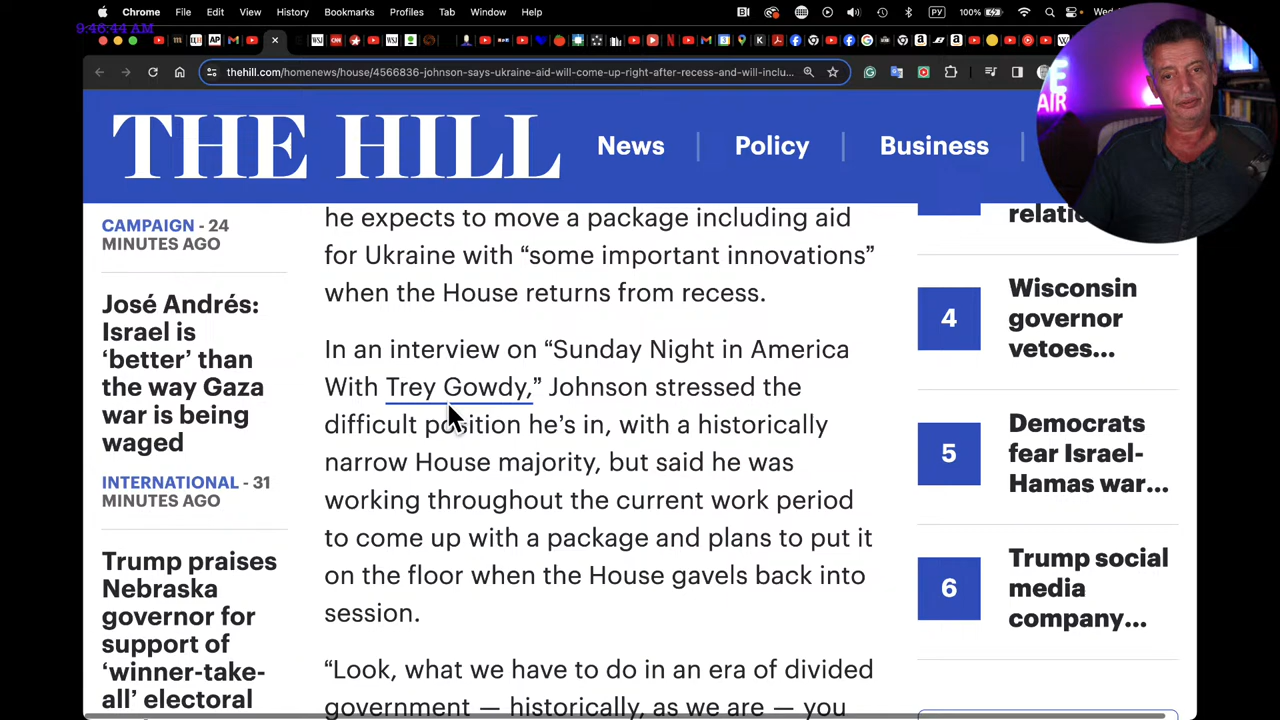 Chrome File Edit View History Bookmarks Profiles Tab Window Help
РУ 100%
9:46:44 AM
thehill.com/homenews/house/4566836-johnson-says-ukraine-aid-will-come-up-right-after-recess-and-will-inclu...
THE HILL
News
Policy
Business
AIR
CAMPAIGN - 24
MINUTES AGO
José Andrés:
Israel is
‘better’ than
the way Gaza
war is being
waged
INTERNATIONAL - 31
MINUTES AGO
Trump praises
Nebraska
governor for
support of
‘winner-take-
all’ electoral
he expects to move a package including aid
for Ukraine with “some important innovations”
when the House returns from recess.
In an interview on “Sunday Night in America
With Trey Gowdy,” Johnson stressed the
difficult position he’s in, with a historically
narrow House majority, but said he was
working throughout the current work period
to come up with a package and plans to put it
on the floor when the House gavels back into
session.
“Look, what we have to do in an era of divided
government — historically, as we are — you
4
Wisconsin
governor
vetoes...
5
Democrats
fear Israel-
Hamas war...
6
Trump social
media
company...